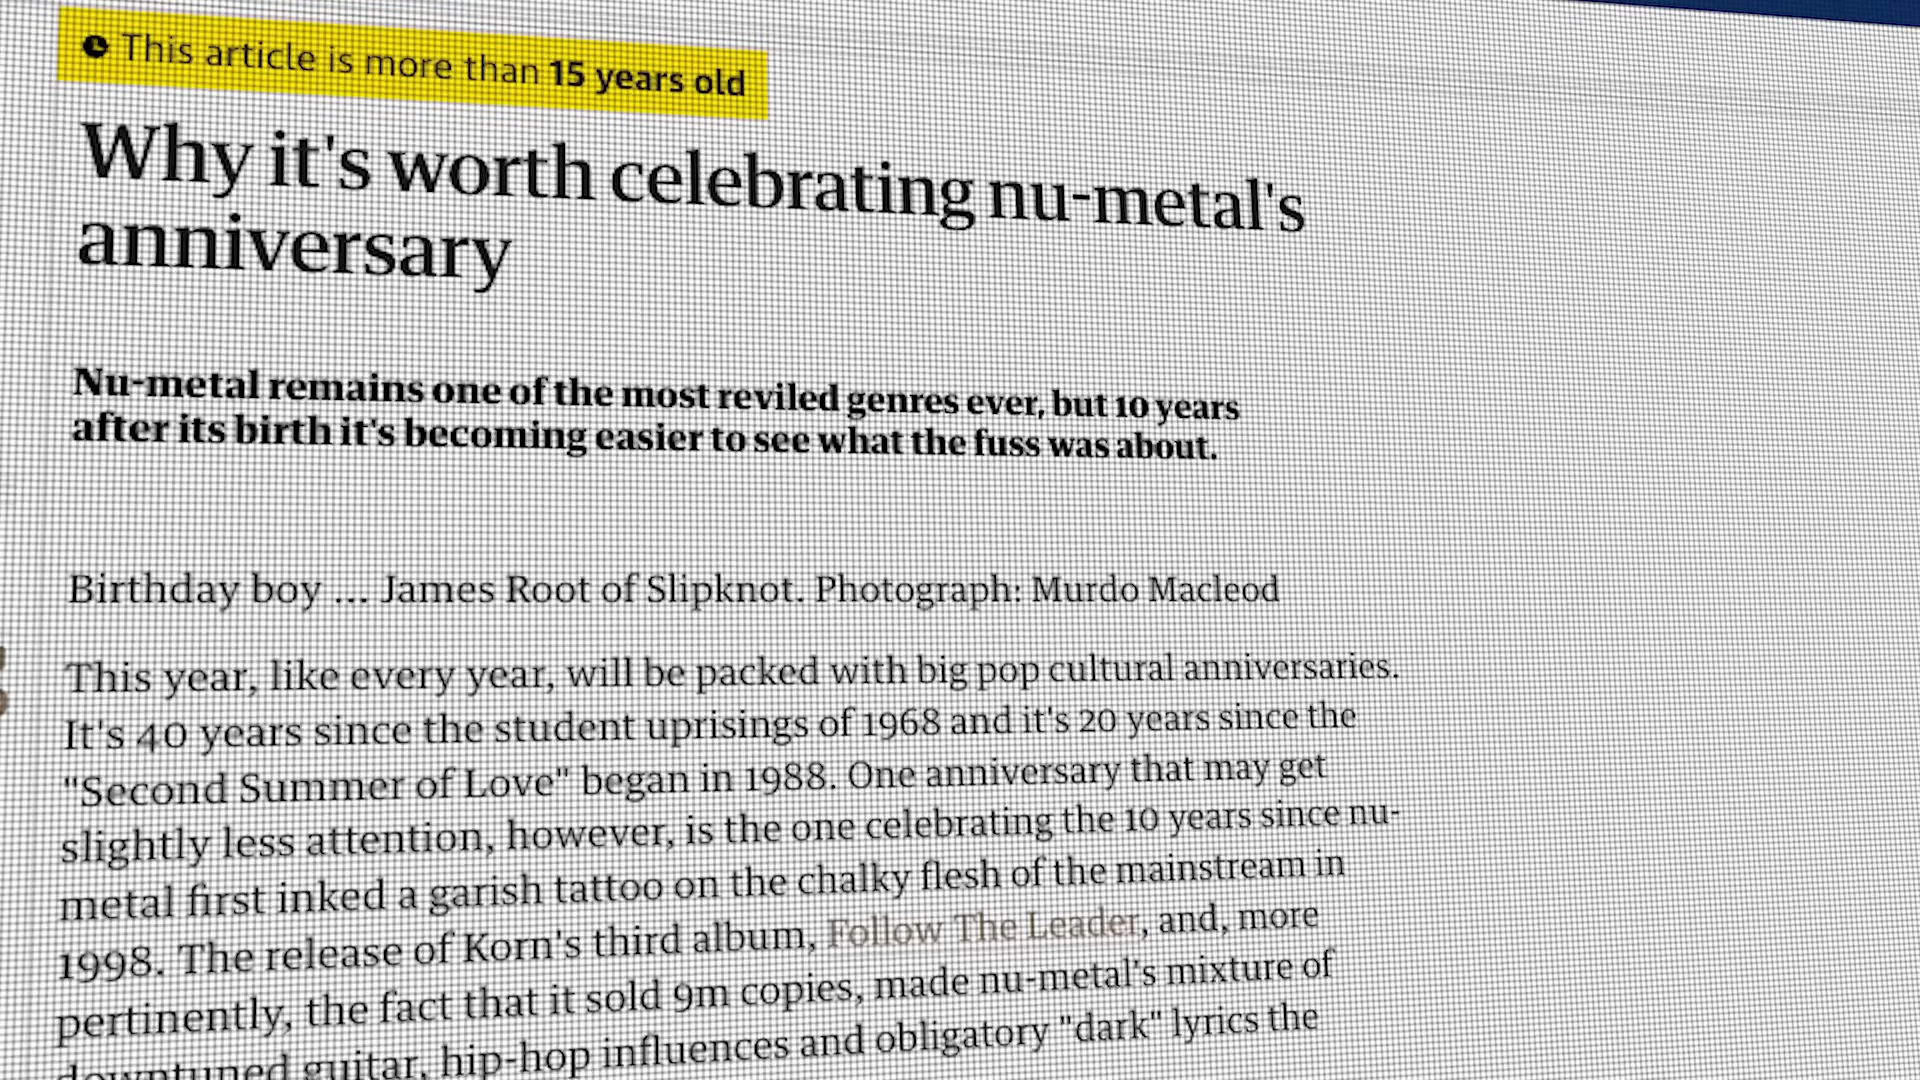 This article is more than 15 years old
Why it's worth celebrating nu-metal's
anniversary
Nu-metal remains one of the most reviled genres ever, but 10 years
after its birth it's becoming easier to see what the fuss was about.
Birthday boy ... James Root of Slipknot. Photograph: Murdo Macleod
This year, like every year, will be packed with big pop cultural anniversaries.
It's 40 years since the student uprisings of 1968 and it's 20 years since the
"Second Summer of Love" began in 1988. One anniversary that may get
slightly less attention, however, is the one celebrating the 10 years since nu-
metal first inked a garish tattoo on the chalky flesh of the mainstream in
1998. The release of Korn's third album, Follow The Leader, and, more
pertinently, the fact that it sold 9m copies, made nu-metal's mixture of
downtuned guitar, hip-hop influences and obligatory "dark" lyrics the